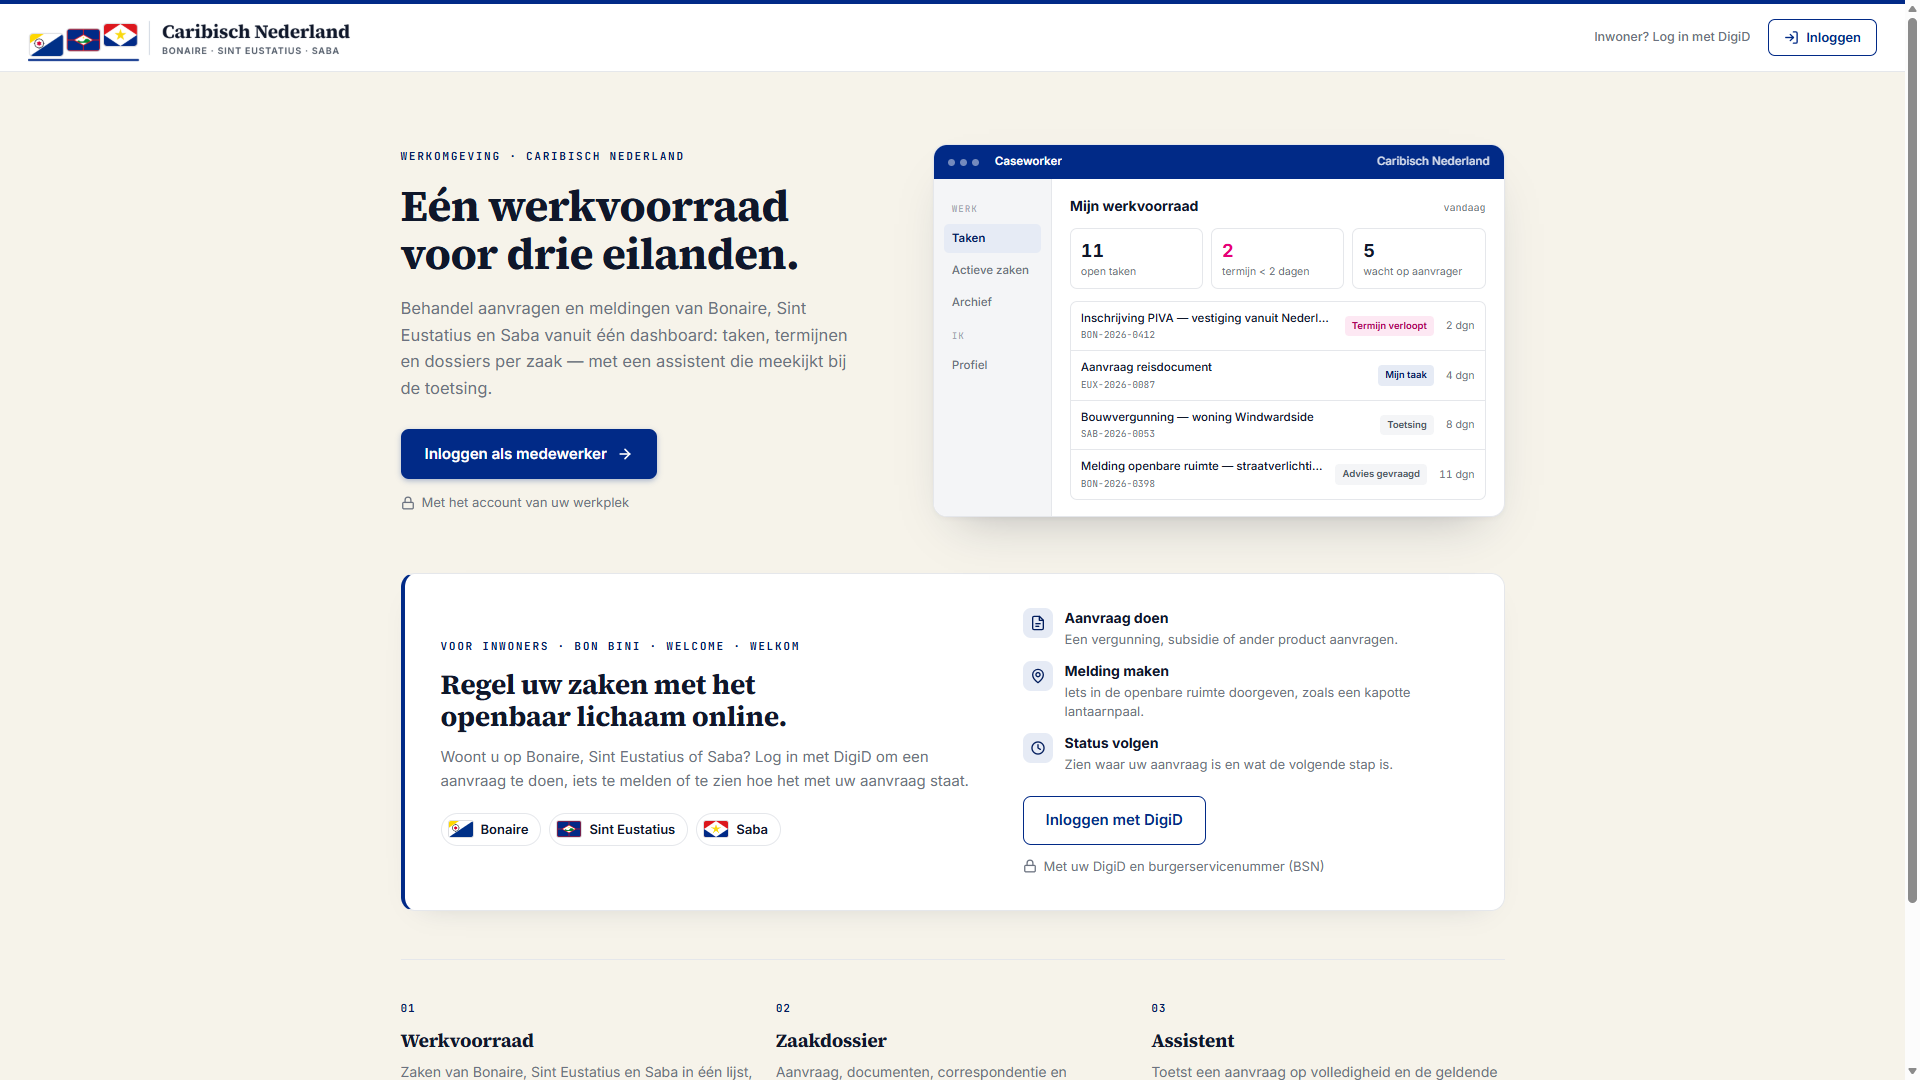 Caribisch Nederland
BONAIRE · SINT EUSTATIUS · SABA
Inwoner? Log in met DigiD
Inloggen
WERKOMGEVING · CARIBISCH NEDERLAND
Eén werkvoorraad
voor drie eilanden.
Behandel aanvragen en meldingen van Bonaire, Sint
Eustatius en Saba vanuit één dashboard: taken, termijnen
en dossiers per zaak — met een assistent die meekijkt bij
de toetsing.
Inloggen als medewerker
Met het account van uw werkplek
Caseworker
Caribisch Nederland
WERK
Taken
Actieve zaken
Archief
IK
Profiel
Mijn werkvoorraad
vandaag
11
open taken
2
termijn < 2 dagen
5
wacht op aanvrager
Inschrijving PIVA — vestiging vanuit Nederl...
BON-2026-0412
Termijn verloopt
2 dgn
Aanvraag reisdocument
EUX-2026-0087
Mijn taak
4 dgn
Bouwvergunning — woning Windwardside
SAB-2026-0053
Toetsing
8 dgn
Melding openbare ruimte — straatverlichti...
BON-2026-0398
Advies gevraagd
11 dgn
VOOR INWONERS · BON BINI · WELCOME · WELKOM
Regel uw zaken met het
openbaar lichaam online.
Woont u op Bonaire, Sint Eustatius of Saba? Log in met DigiD om een
aanvraag te doen, iets te melden of te zien hoe het met uw aanvraag staat.
Bonaire
Sint Eustatius
Saba
Aanvraag doen
Een vergunning, subsidie of ander product aanvragen.
Melding maken
Iets in de openbare ruimte doorgeven, zoals een kapotte
lantaarnpaal.
Status volgen
Zien waar uw aanvraag is en wat de volgende stap is.
Inloggen met DigiD
Met uw DigiD en burgerservicenummer (BSN)
01
Werkvoorraad
Zaken van Bonaire, Sint Eustatius en Saba in één lijst,
02
Zaakdossier
Aanvraag, documenten, correspondentie en
03
Assistent
Toetst een aanvraag op volledigheid en de geldende